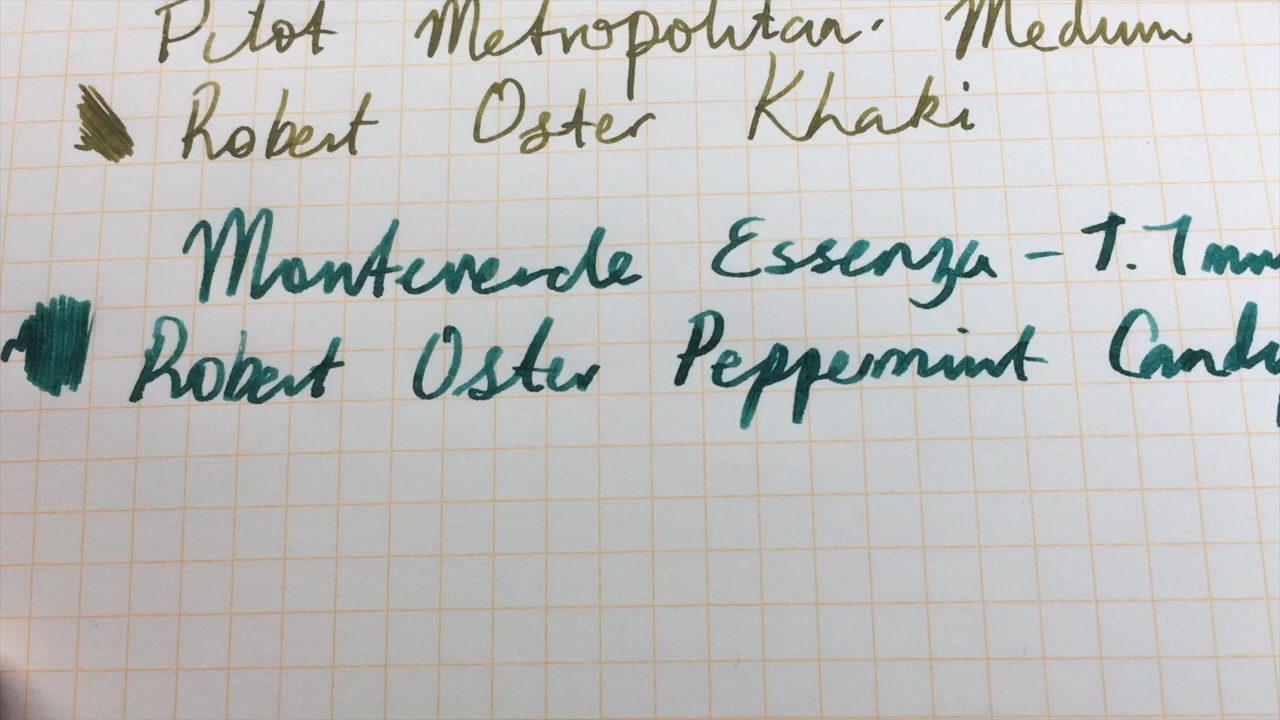 Pilot Metropolitan. Medium
Robert Oster Khaki
Monteverde Essenza - 1.1mm
Robert Oster Peppermint Candy